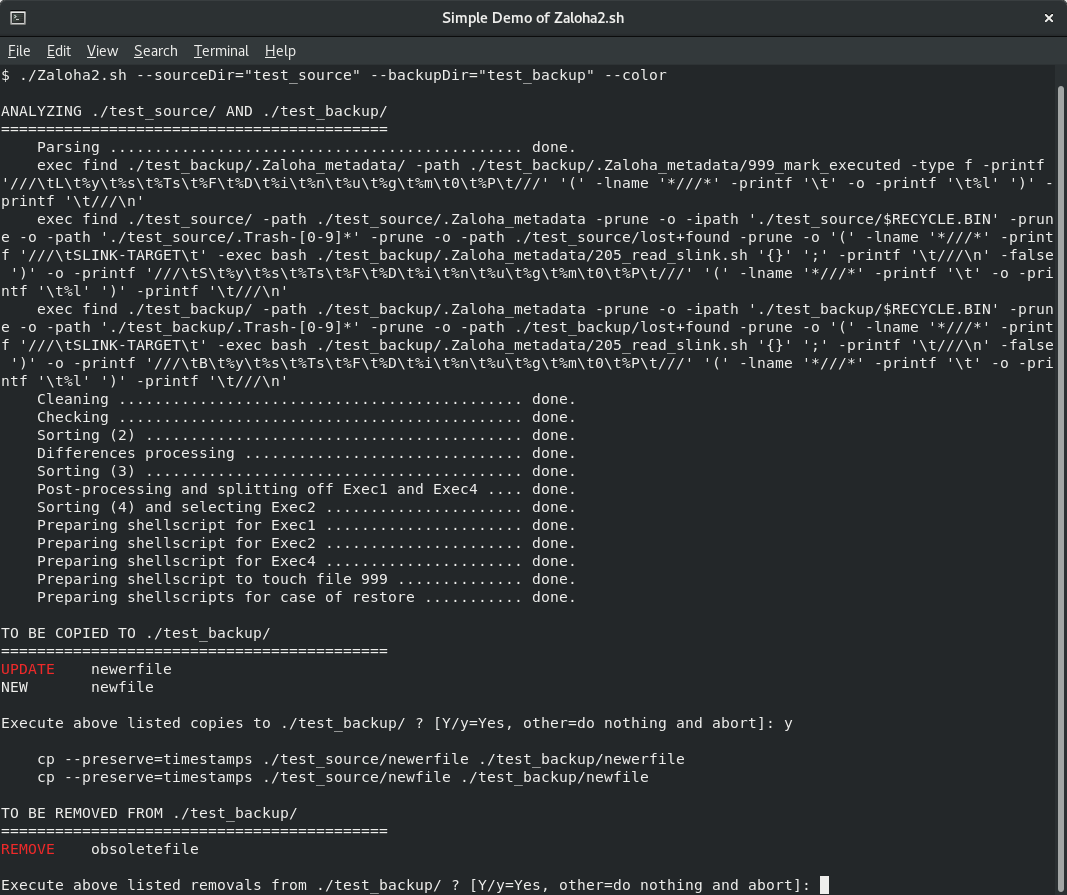 Simple Demo of Zaloha2.sh
File Edit View Search Terminal Help
$ ./Zaloha2.sh --sourceDir="test_source" --backupDir="test_backup" --color
ANALYZING ./test_source/ AND ./test_backup/
===========================================
Parsing .............................................. done.
exec find ./test_backup/.Zaloha_metadata/ -path ./test_backup/.Zaloha_metadata/999_mark_executed -type f -printf
'///\tL\t%y\t%s\t%Ts\t%F\t%D\t%i\t%n\t%u\t%g\t%m\t0\t%P\t///' '(' -lname '*///*' -printf '\t' -o -printf '\t%l' ')' -
printf '\t///\n'
exec find ./test_source/ -path ./test_source/.Zaloha_metadata -prune -o -ipath './test_source/$RECYCLE.BIN' -prun
e -o -path './test_source/.Trash-[0-9]*' -prune -o -path ./test_source/lost+found -prune -o '(' -lname '*///*' -print
f '///\tSLINK-TARGET\t' -exec bash ./test_backup/.Zaloha_metadata/205_read_slink.sh '{}' ';' -printf '\t///\n' -false
')' -o -printf '///\tS\t%y\t%s\t%Ts\t%F\t%D\t%i\t%n\t%u\t%g\t%m\t0\t%P\t///' '(' -lname '*///*' -printf '\t' -o -pri
ntf '\t%l' ')' -printf '\t///\n'
exec find ./test_backup/ -path ./test_backup/.Zaloha_metadata -prune -o -ipath './test_backup/$RECYCLE.BIN' -prun
e -o -path './test_backup/.Trash-[0-9]*' -prune -o -path ./test_backup/lost+found -prune -o '(' -lname '*///*' -print
f '///\tSLINK-TARGET\t' -exec bash ./test_backup/.Zaloha_metadata/205_read_slink.sh '{}' ';' -printf '\t///\n' -false
')' -o -printf '///\tB\t%y\t%s\t%Ts\t%F\t%D\t%i\t%n\t%u\t%g\t%m\t0\t%P\t///' '(' -lname '*///*' -printf '\t' -o -pri
ntf '\t%l' ')' -printf '\t///\n'
Cleaning ............................................. done.
Checking ............................................. done.
Sorting (2) .......................................... done.
Differences processing ............................... done.
Sorting (3) .......................................... done.
Post-processing and splitting off Exec1 and Exec4 .... done.
Sorting (4) and selecting Exec2 ...................... done.
Preparing shellscript for Exec1 ...................... done.
Preparing shellscript for Exec2 ...................... done.
Preparing shellscript for Exec4 ...................... done.
Preparing shellscript to touch file 999 .............. done.
Preparing shellscripts for case of restore ........... done.
TO BE COPIED TO ./test_backup/
===========================================
UPDATE newerfile
NEW newfile
Execute above listed copies to ./test_backup/ ? [Y/y=Yes, other=do nothing and abort]: y
cp --preserve=timestamps ./test_source/newerfile ./test_backup/newerfile
cp --preserve=timestamps ./test_source/newfile ./test_backup/newfile
TO BE REMOVED FROM ./test_backup/
===========================================
REMOVE obsoletefile
Execute above listed removals from ./test_backup/ ? [Y/y=Yes, other=do nothing and abort]: